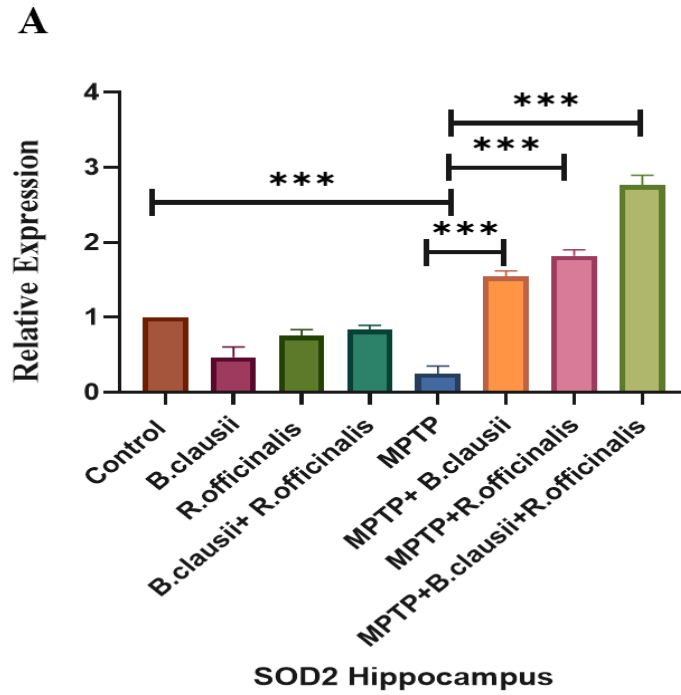 A
Relative Expression
4
3
2
1
0
***
***
***
***
Control
B.clausii
R.officinalis
B.clausii+ R.officinalis
MPTP
MPTP+ B.clausii
MPTP+R.officinalis
MPTP+B.clausii+R.officinalis
SOD2 Hippocampus